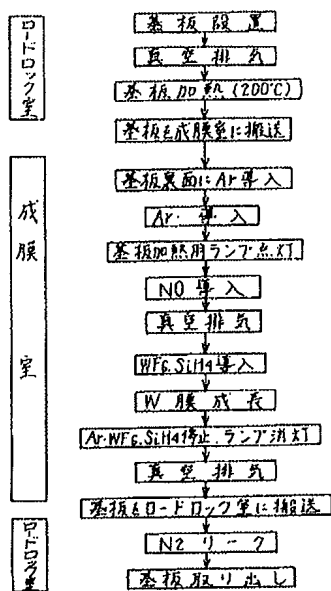 ロードロック室
基板設置
真空排気
基板加熱(200℃)
基板を成膜室に搬送
成膜室
基板裏面にAr導入
Ar導入
基板加熱用ランプ点灯
NO導入
真空排気
WF6.SiH4導入
W膜成長
Ar.WF6.SiH4停止.ランプ消灯
真空排気
基板をロードロック室に搬送
ロードロック室
N2リーク
基板取り出し